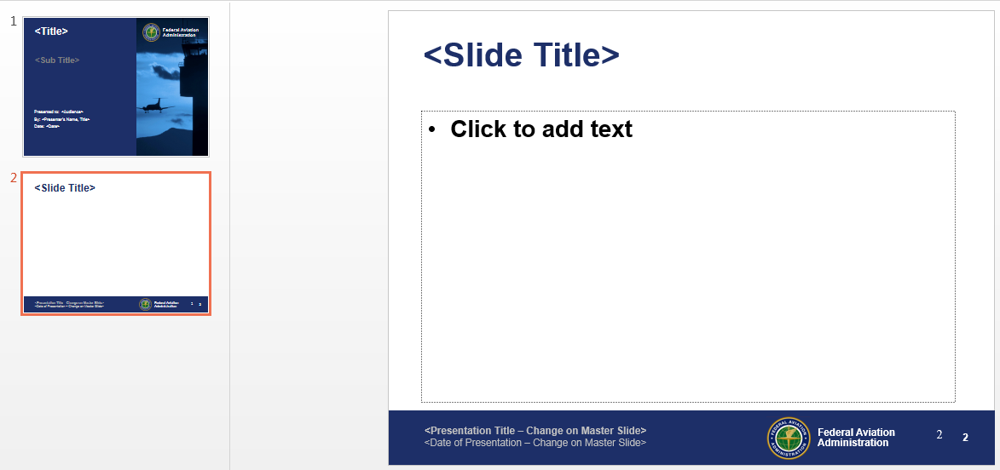 1
<Title>
Federal Aviation
Administration
<Sub Title>
Presented to: <Audience>
By: <Presenter's Name, Title>
Date: <Date>
2
<Slide Title>
<Presentation Title – Change on Master Slide>
<Date of Presentation – Change on Master Slide>
Federal Aviation
Administration
2 2
<Slide Title>
• Click to add text
<Presentation Title – Change on Master Slide>
<Date of Presentation – Change on Master Slide>
FEDERAL AVIATION
ADMINISTRATION
Federal Aviation
Administration
2 2